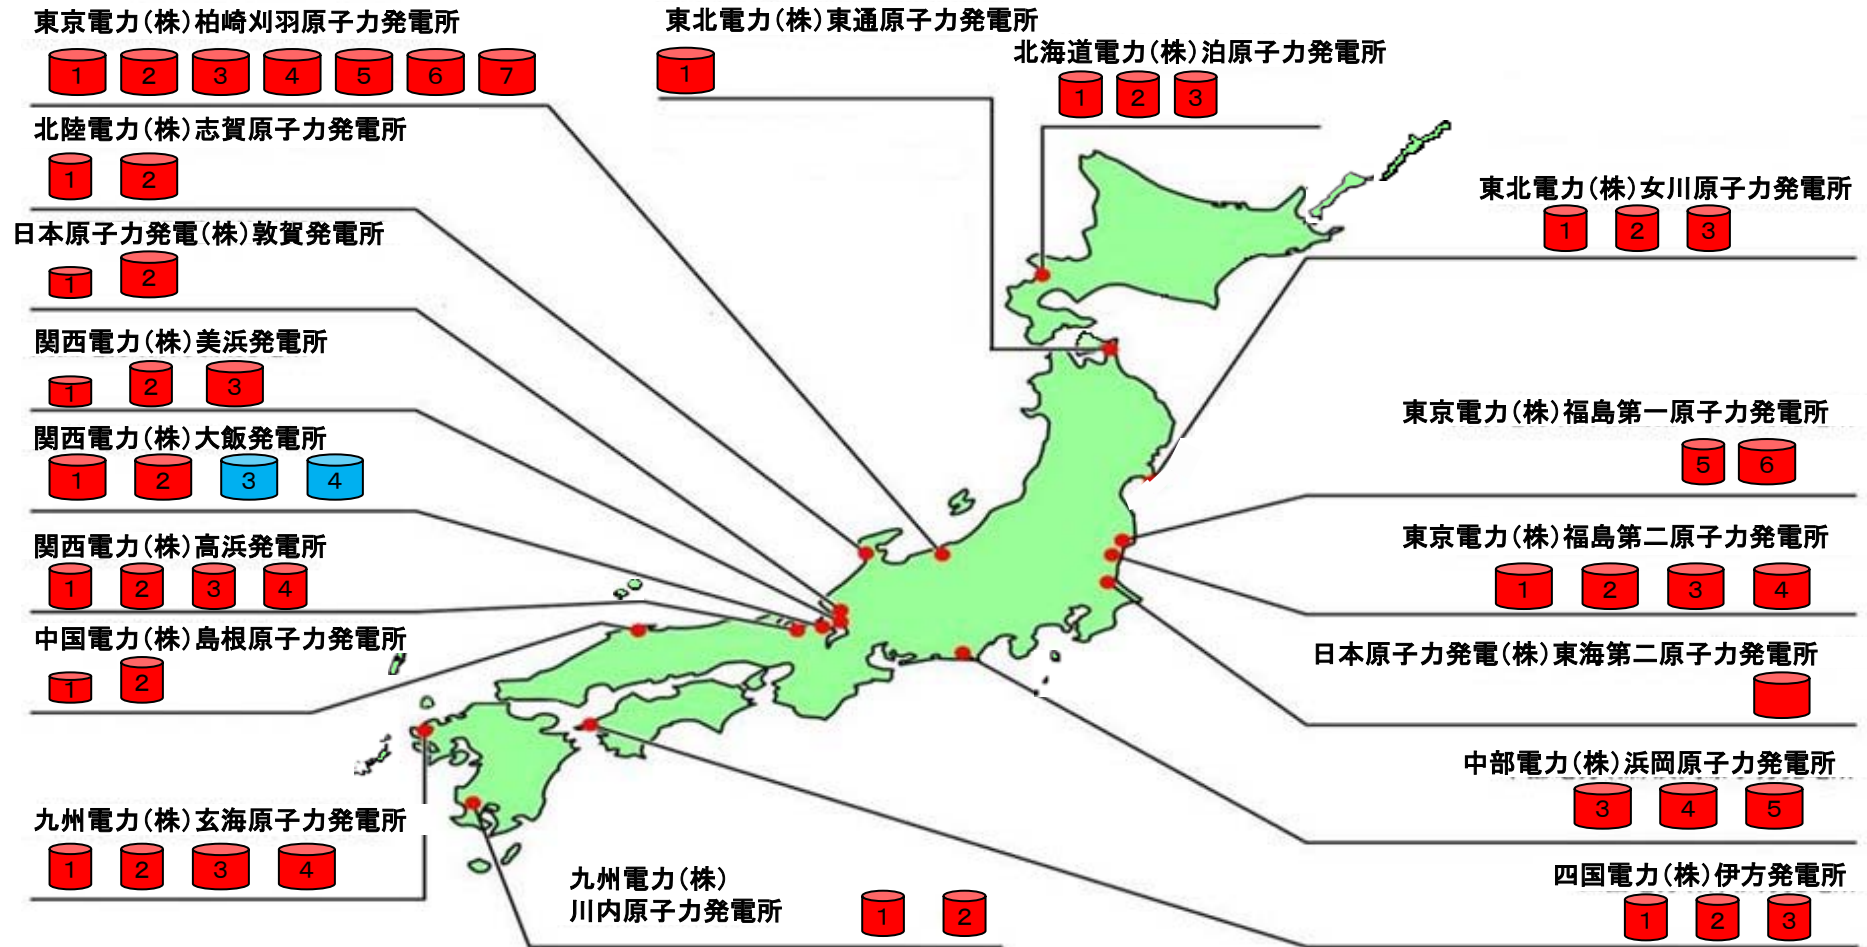 東京電力(株)柏崎刈羽原子力発電所
1 2 3 4 5 6 7
北陸電力(株)志賀原子力発電所
1 2
日本原子力発電(株)敦賀発電所
1 2
関西電力(株)美浜発電所
1 2 3
関西電力(株)大飯発電所
1 2 3 4
関西電力(株)高浜発電所
1 2 3 4
中国電力(株)島根原子力発電所
1 2
九州電力(株)玄海原子力発電所
1 2 3 4
九州電力(株)
川内原子力発電所
1 2
東北電力(株)東通原子力発電所
1
北海道電力(株)泊原子力発電所
1 2 3
東北電力(株)女川原子力発電所
1 2 3
東京電力(株)福島第一原子力発電所
5 6
東京電力(株)福島第二原子力発電所
1 2 3 4
日本原子力発電(株)東海第二原子力発電所
中部電力(株)浜岡原子力発電所
3 4 5
四国電力(株)伊方発電所
1 2 3